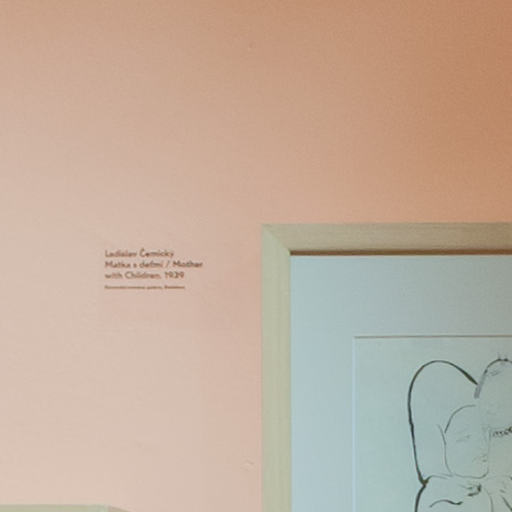 Ladislav Čemický
Matka s deťmi / Mother
with Children. 1939